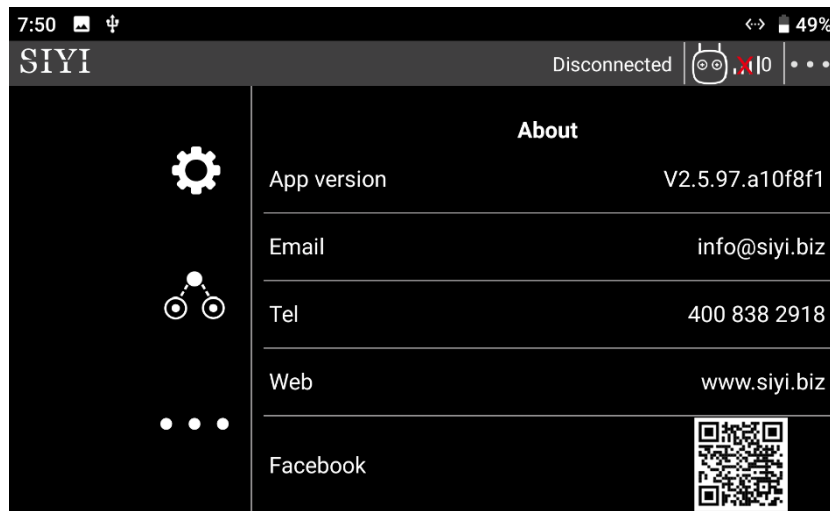 7:50 49%
SIYI Disconnected 0
About
App version V2.5.97.a10f8f1
Email info@siyi.biz
Tel 400 838 2918
Web www.siyi.biz
Facebook